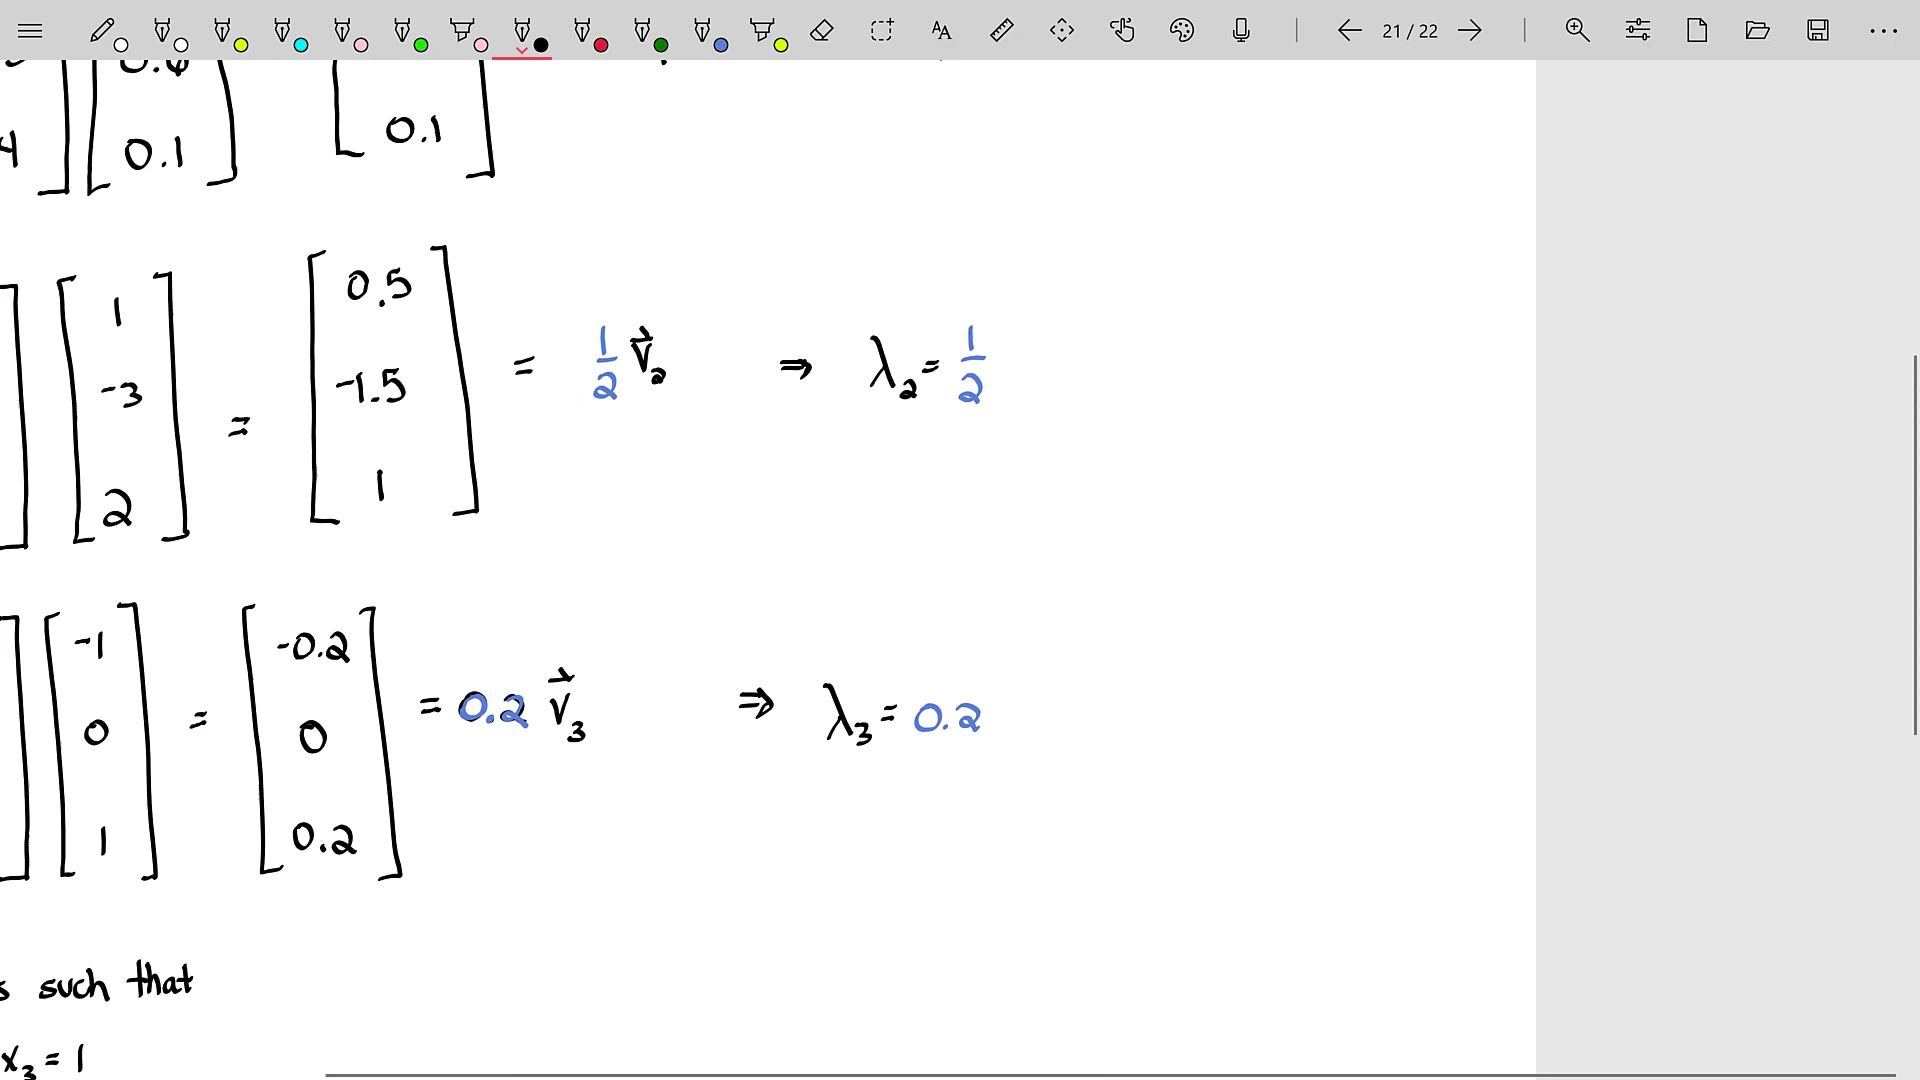 21 / 22
4 0.1 0.1
1 0.5
-3 = -1.5 = 1/2 v⃗₂ ⇒ λ₂ = 1/2
2 1
-1 -0.2
0 = 0 = 0.2 v⃗₃ ⇒ λ₃ = 0.2
1 0.2
s such that
x₃ = 1